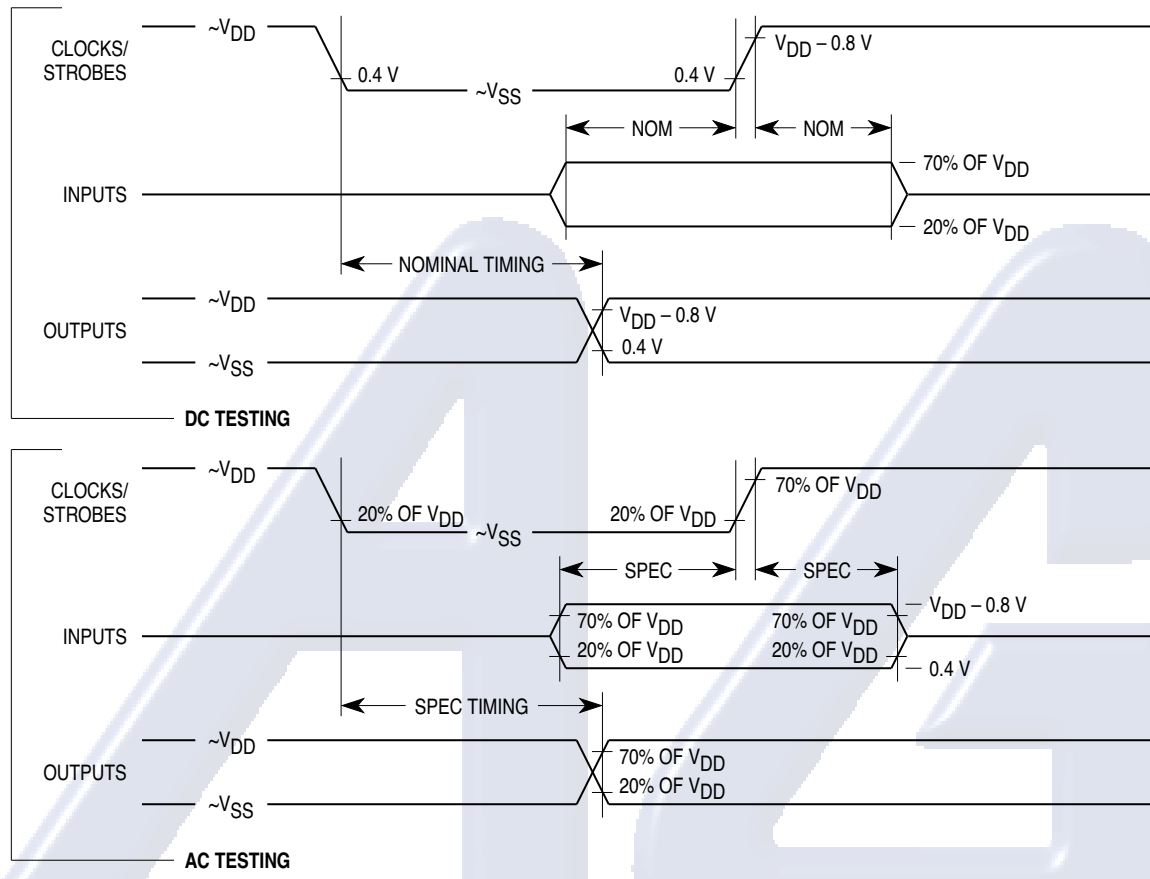 ~VDD
CLOCKS/
STROBES
0.4 V
~VSS
0.4 V
VDD – 0.8 V
NOM
NOM
INPUTS
70% OF VDD
20% OF VDD
NOMINAL TIMING
OUTPUTS
~VDD
VDD – 0.8 V
0.4 V
~VSS
DC TESTING
~VDD
CLOCKS/
STROBES
20% OF VDD
~VSS
20% OF VDD
70% OF VDD
SPEC
SPEC
INPUTS
70% OF VDD
20% OF VDD
70% OF VDD
20% OF VDD
VDD – 0.8 V
0.4 V
SPEC TIMING
OUTPUTS
~VDD
70% OF VDD
20% OF VDD
~VSS
AC TESTING